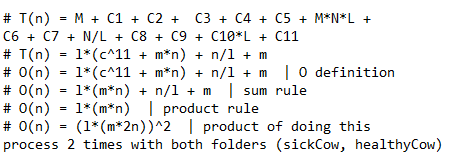 # T(n) = M + C1 + C2 +  C3 + C4 + C5 + M*N*L +
C6 + C7 + N/L + C8 + C9 + C10*L + C11
# T(n) = l*(c^11 + m*n) + n/l + m
# O(n) = l*(c^11 + m*n) + n/l + m  | O definition
# O(n) = l*(m*n) + n/l + m  | sum rule
# O(n) = l*(m*n)  | product rule
# O(n) = (l*(m*2n))^2  | product of doing this
process 2 times with both folders (sickCow, healthyCow)